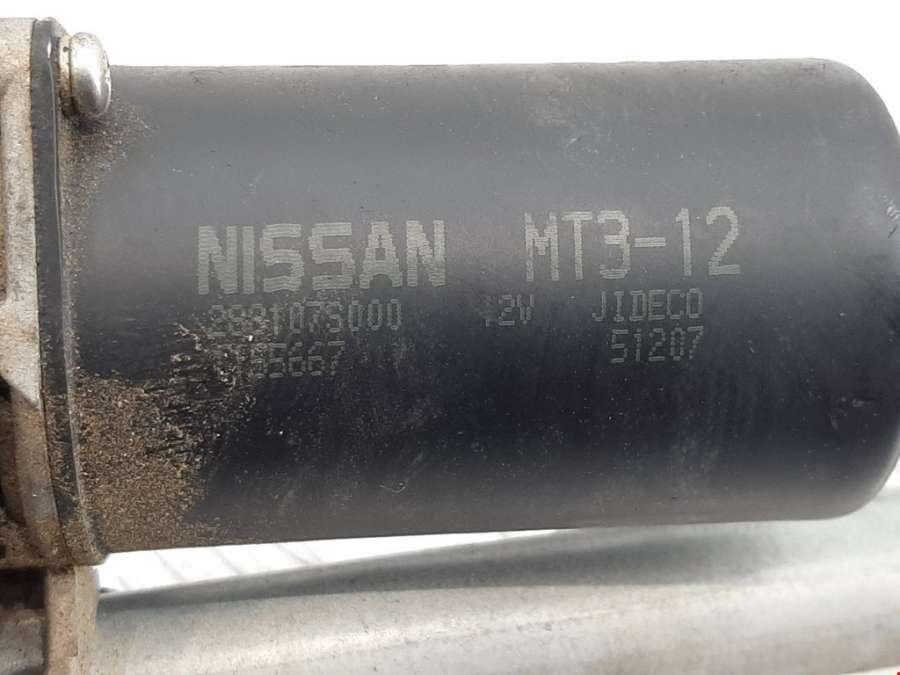 NISSAN MT3-12
288107S000 12V JIDECO
51207